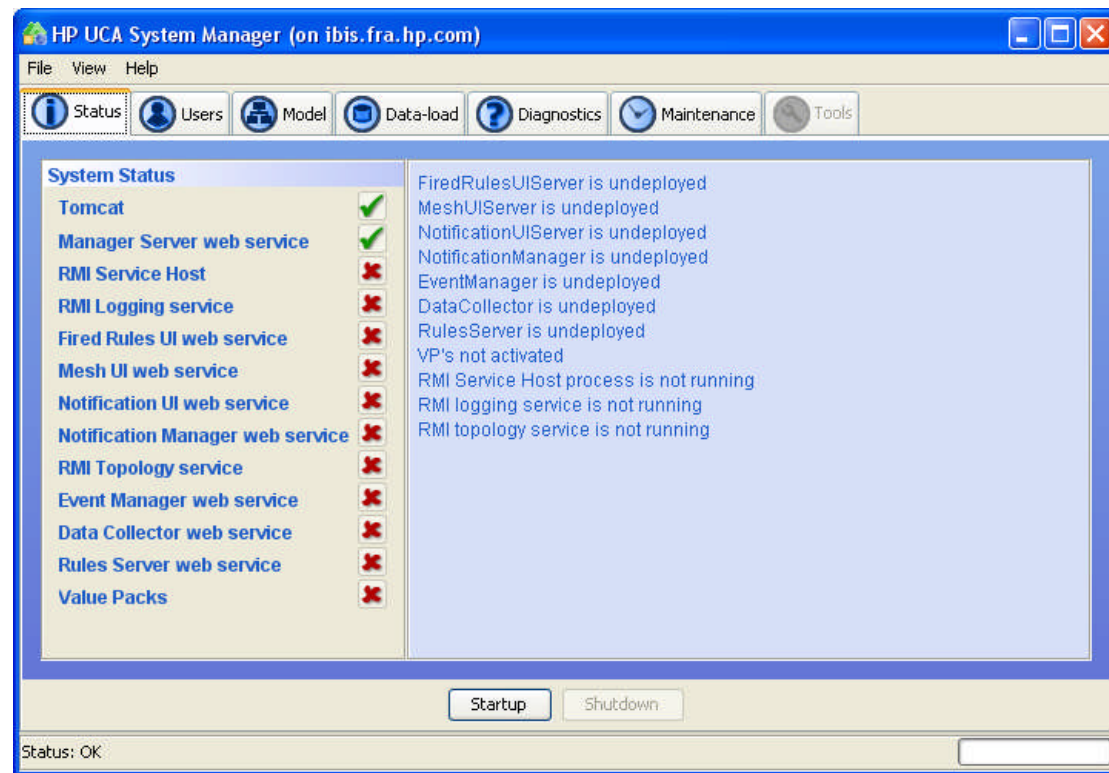 HP UCA System Manager (on ibis.fra.hp.com)
File View Help
Status Users Model Data-load Diagnostics Maintenance Tools
System Status
Tomcat
Manager Server web service
RMI Service Host
RMI Logging service
Fired Rules UI web service
Mesh UI web service
Notification UI web service
Notification Manager web service
RMI Topology service
Event Manager web service
Data Collector web service
Rules Server web service
Value Packs
FiredRulesUIServer is undeployed
MeshUIServer is undeployed
NotificationUIServer is undeployed
NotificationManager is undeployed
EventManager is undeployed
DataCollector is undeployed
RulesServer is undeployed
VP's not activated
RMI Service Host process is not running
RMI logging service is not running
RMI topology service is not running
Startup Shutdown
Status: OK